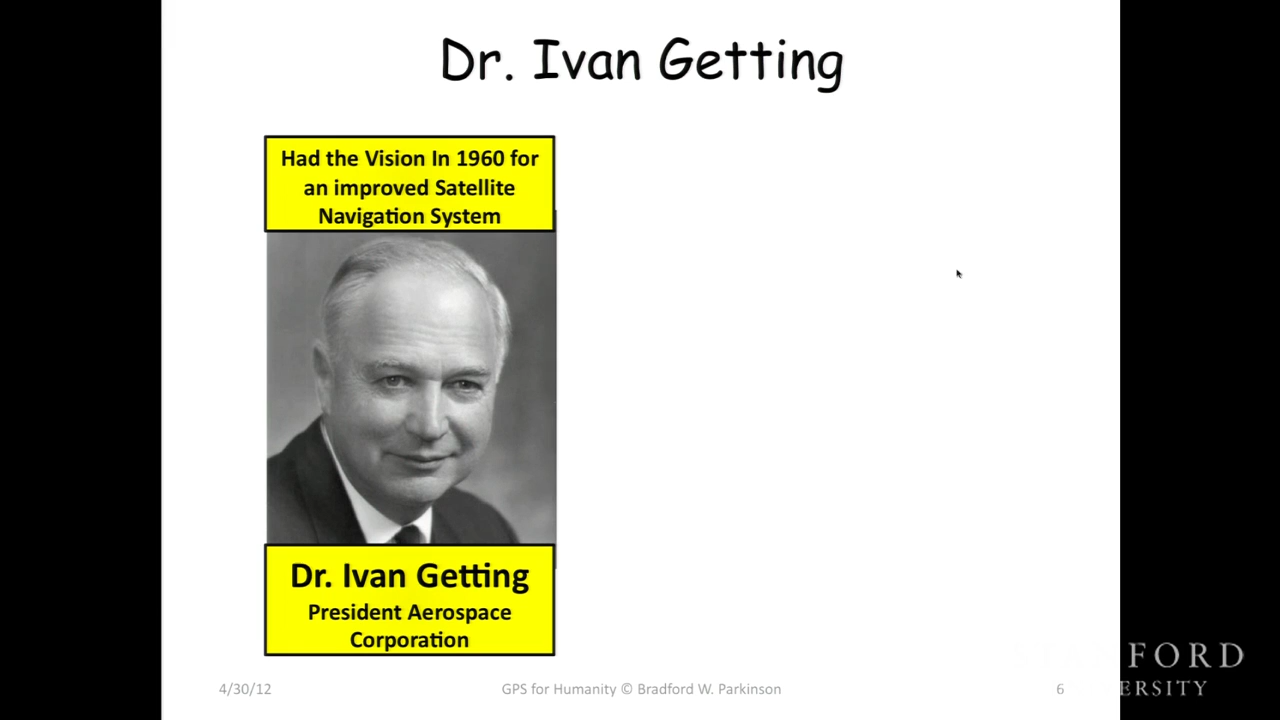 Dr. Ivan Getting
Had the Vision In 1960 for
an improved Satellite
Navigation System
Dr. Ivan Getting
President Aerospace
Corporation
4/30/12
GPS for Humanity © Bradford W. Parkinson
6
STANFORD
ERSITY